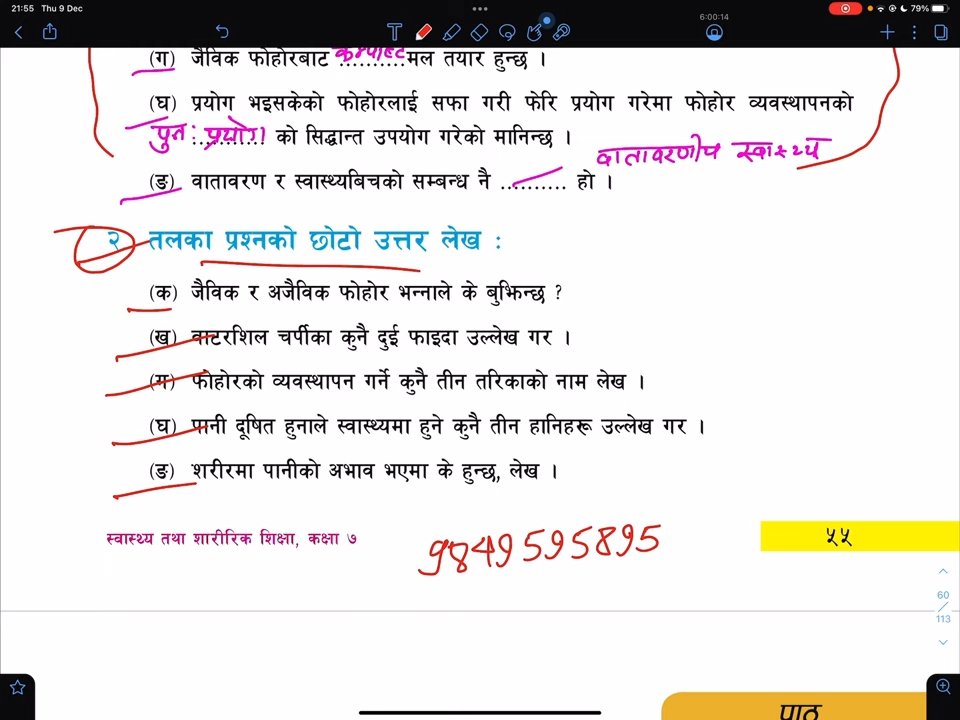 21:55 Thu 9 Dec
6:00:14
79%
(ग) जैविक फोहोरबाट कम्पोष्ट ..........मल तयार हुन्छ ।
(घ) प्रयोग भइसकेको फोहोरलाई सफा गरी फेरि प्रयोग गरेमा फोहोर व्यवस्थापनको
पुनः प्रयोग ........... को सिद्धान्त उपयोग गरेको मानिन्छ ।
वातावरणीय स्वास्थ्य
(ङ) वातावरण र स्वास्थ्यबिचको सम्बन्ध नै .......... हो ।
२ तलका प्रश्नको छोटो उत्तर लेख :
(क) जैविक र अजैविक फोहोर भन्नाले के बुझिन्छ ?
(ख) वाटरशिल चर्पीका कुनै दुई फाइदा उल्लेख गर ।
(ग) फोहोरको व्यवस्थापन गर्ने कुनै तीन तरिकाको नाम लेख ।
(घ) पानी दूषित हुनाले स्वास्थ्यमा हुने कुनै तीन हानिहरू उल्लेख गर ।
(ङ) शरीरमा पानीको अभाव भएमा के हुन्छ, लेख ।
स्वास्थ्य तथा शारीरिक शिक्षा, कक्षा ७
9849595895
५५
60
/
113
पाठ